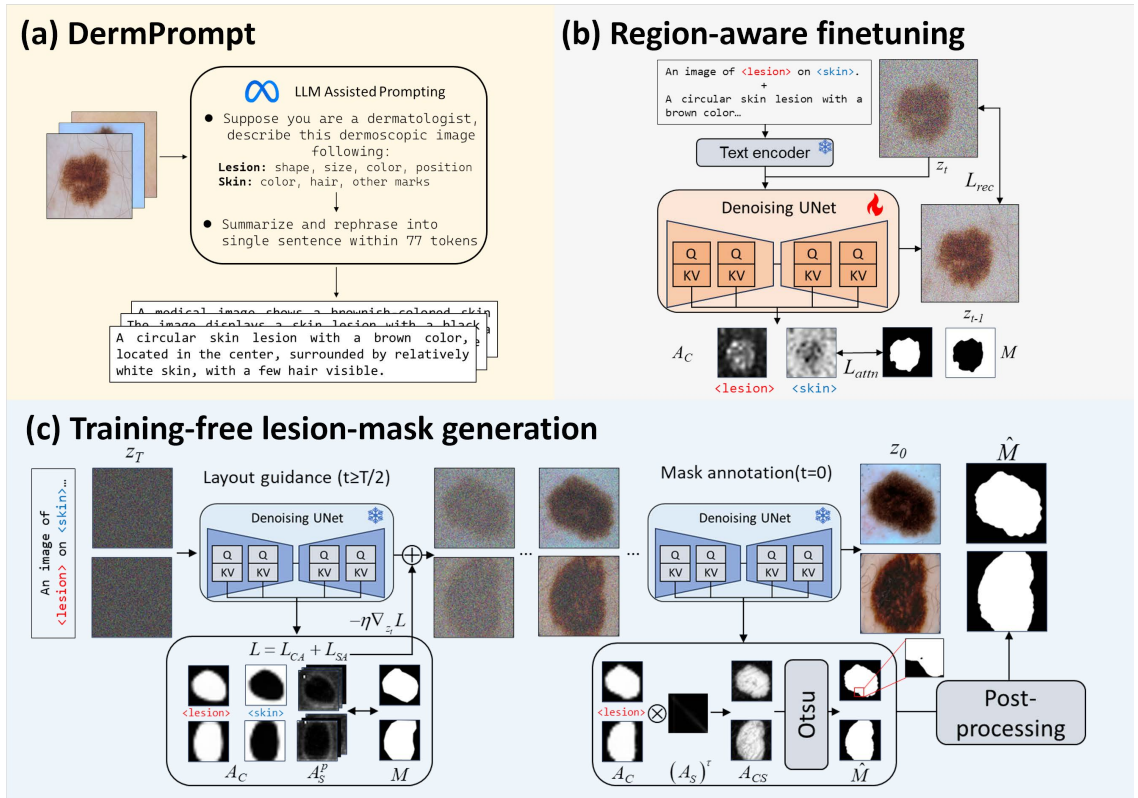 (a) DermPrompt
LLM Assisted Prompting
● Suppose you are a dermatologist,
describe this dermoscopic image
following:
Lesion: shape, size, color, position
Skin: color, hair, other marks
● Summarize and rephrase into
single sentence within 77 tokens
A medical image shows a brownish-colored skin
The image displays a skin lesion with a black
A circular skin lesion with a brown color,
located in the center, surrounded by relatively
white skin, with a few hair visible.
(b) Region-aware finetuning
An image of <lesion> on <skin>.
+
A circular skin lesion with a
brown color…
Text encoder
z_t
L_rec
Denoising UNet
Q Q Q Q
KV KV KV KV
z_{t-1}
A_C
<lesion>
<skin>
L_attn
M
(c) Training-free lesion-mask generation
An image of
<lesion> on <skin>…
z_T
Layout guidance (t≥T/2)
Denoising UNet
Q Q Q Q
KV KV KV KV
−η∇_{z_t} L
L = L_CA + L_SA
<lesion>
<skin>
A_C
A_S^p
M
...
...
Mask annotation(t=0)
Denoising UNet
Q Q Q Q
KV KV KV KV
z_0
M̂
<lesion>
⊗
A_C
(A_S)^τ
A_CS
Otsu
M̂
Post-
processing